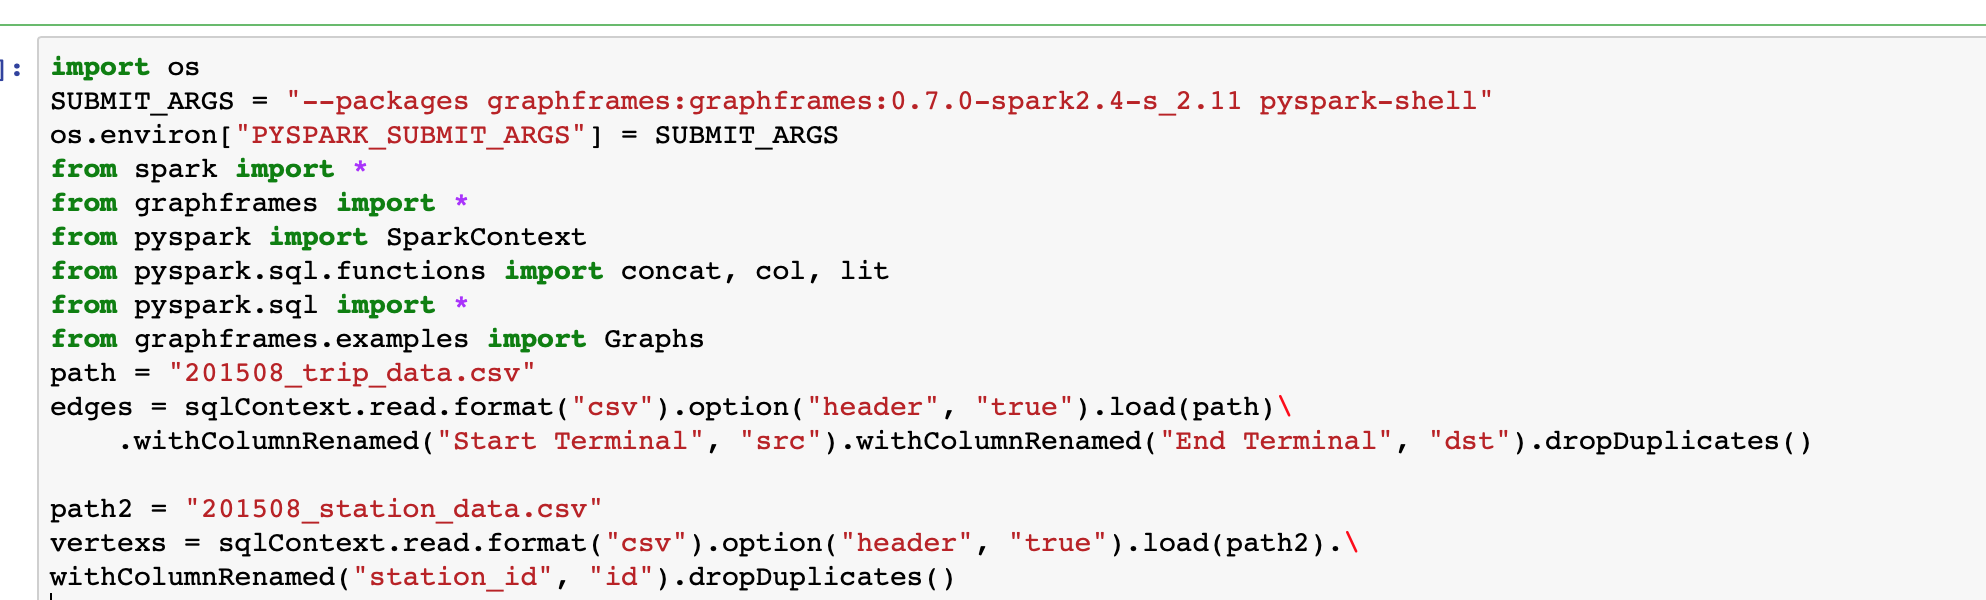 ]:
import os
SUBMIT_ARGS = "--packages graphframes:graphframes:0.7.0-spark2.4-s_2.11 pyspark-shell"
os.environ["PYSPARK_SUBMIT_ARGS"] = SUBMIT_ARGS
from spark import *
from graphframes import *
from pyspark import SparkContext
from pyspark.sql.functions import concat, col, lit
from pyspark.sql import *
from graphframes.examples import Graphs
path = "201508_trip_data.csv"
edges = sqlContext.read.format("csv").option("header", "true").load(path)\
    .withColumnRenamed("Start Terminal", "src").withColumnRenamed("End Terminal", "dst").dropDuplicates()

path2 = "201508_station_data.csv"
vertexs = sqlContext.read.format("csv").option("header", "true").load(path2).\
withColumnRenamed("station_id", "id").dropDuplicates()